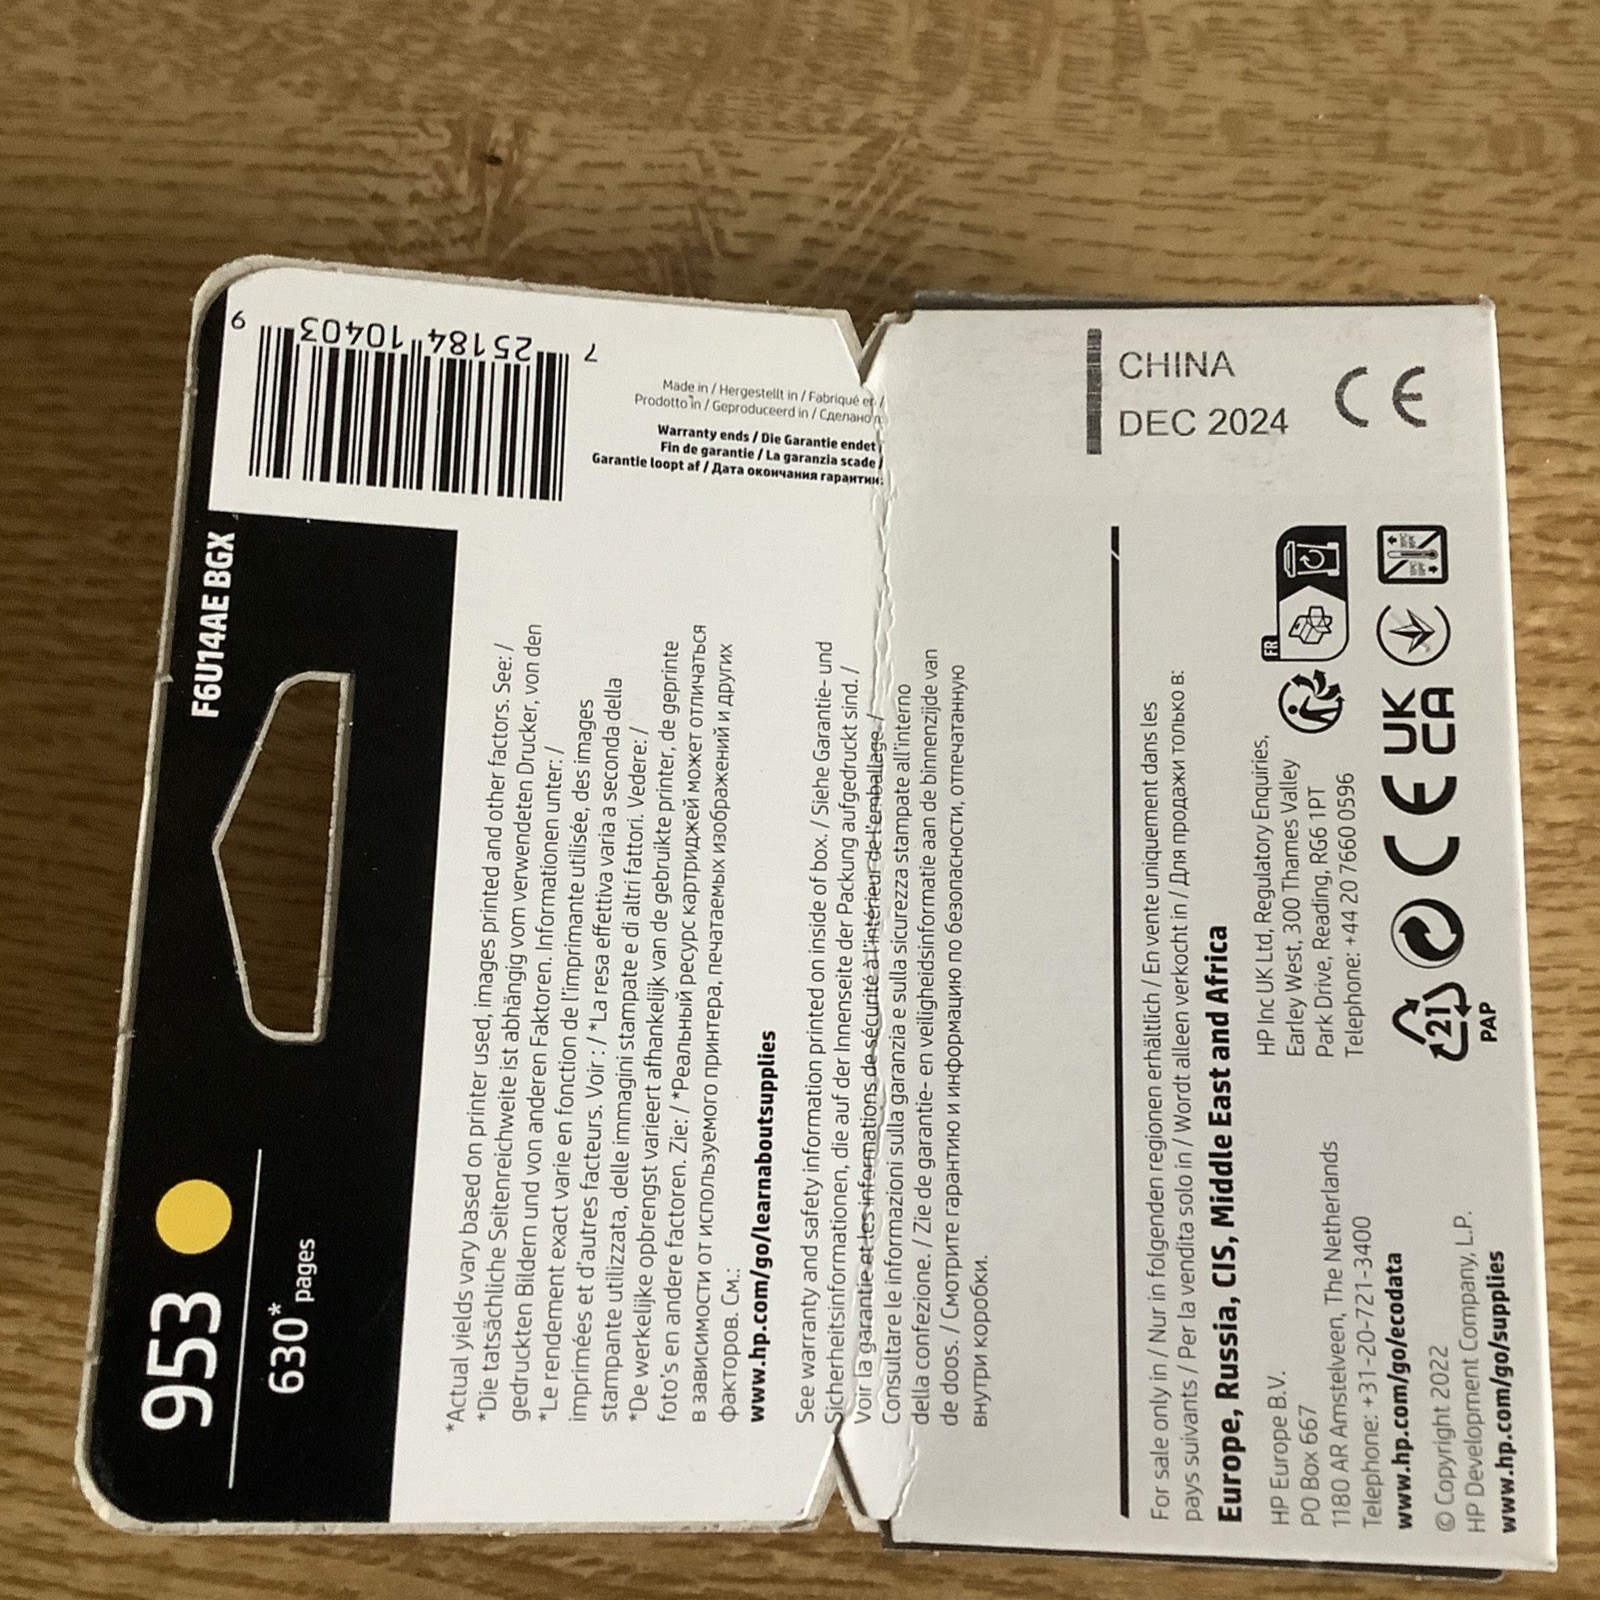 953
630* pages
F6U14AE BGX
9
25184 10403
7
*Actual yields vary based on printer used, images printed and other factors. See: /
*Die tatsächliche Seitenreichweite ist abhängig vom verwendeten Drucker, von den
gedruckten Bildern und von anderen Faktoren. Informationen unter: /
*Le rendement exact varie en fonction de l'imprimante utilisée, des images
imprimées et d'autres facteurs. Voir : / *La resa effettiva varia a seconda della
stampante utilizzata, delle immagini stampate e di altri fattori. Vedere: /
*De werkelijke opbrengst varieert afhankelijk van de gebruikte printer, de geprinte
foto's en andere factoren. Zie: / *Реальный ресурс картриджей может отличаться
в зависимости от используемого принтера, печатаемых изображений и других
факторов. См.:
www.hp.com/go/learnaboutsupplies
Made in / Hergestellt in / Fabriqué en /
Prodotto in / Geproduceerd in / Сделано в:
Warranty ends / Die Garantie endet /
Fin de garantie / La garanzia scade /
Garantie loopt af / Дата окончания гарантии:
See warranty and safety information printed on inside of box. / Siehe Garantie- und
Sicherheitsinformationen, die auf der Innenseite der Packung aufgedruckt sind. /
Voir la garantie et les informations de sécurité à l'intérieur de l'emballage. /
Consultare le informazioni sulla garanzia e sulla sicurezza stampate all'interno
della confezione. / Zie de garantie- en veiligheidsinformatie aan de binnenzijde van
de doos. / Смотрите гарантию и информацию по безопасности, отпечатанную
внутри коробки.
CHINA
DEC 2024
CE
For sale only in / Nur in folgenden regionen erhältlich / En vente uniquement dans les
pays suivants / Per la vendita solo in / Wordt alleen verkocht in / Для продажи только в:
Europe, Russia, CIS, Middle East and Africa
HP Europe B.V.
PO Box 667
1180 AR Amstelveen, The Netherlands
Telephone: +31-20-721-3400
www.hp.com/go/ecodata
© Copyright 2022
HP Development Company, L.P.
www.hp.com/go/supplies
HP Inc UK Ltd, Regulatory Enquiries,
Earley West, 300 Thames Valley
Park Drive, Reading, RG6 1PT
Telephone: +44 20 7660 0596
FR
21
PAP
CE
UK
CA